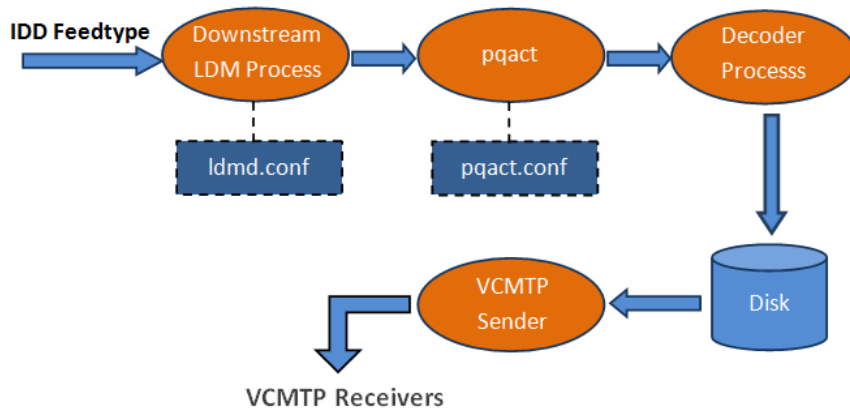 IDD Feedtype
Downstream
LDM Process
pqact
Decoder
Processs
ldmd.conf
pqact.conf
VCMTP
Sender
Disk
VCMTP Receivers